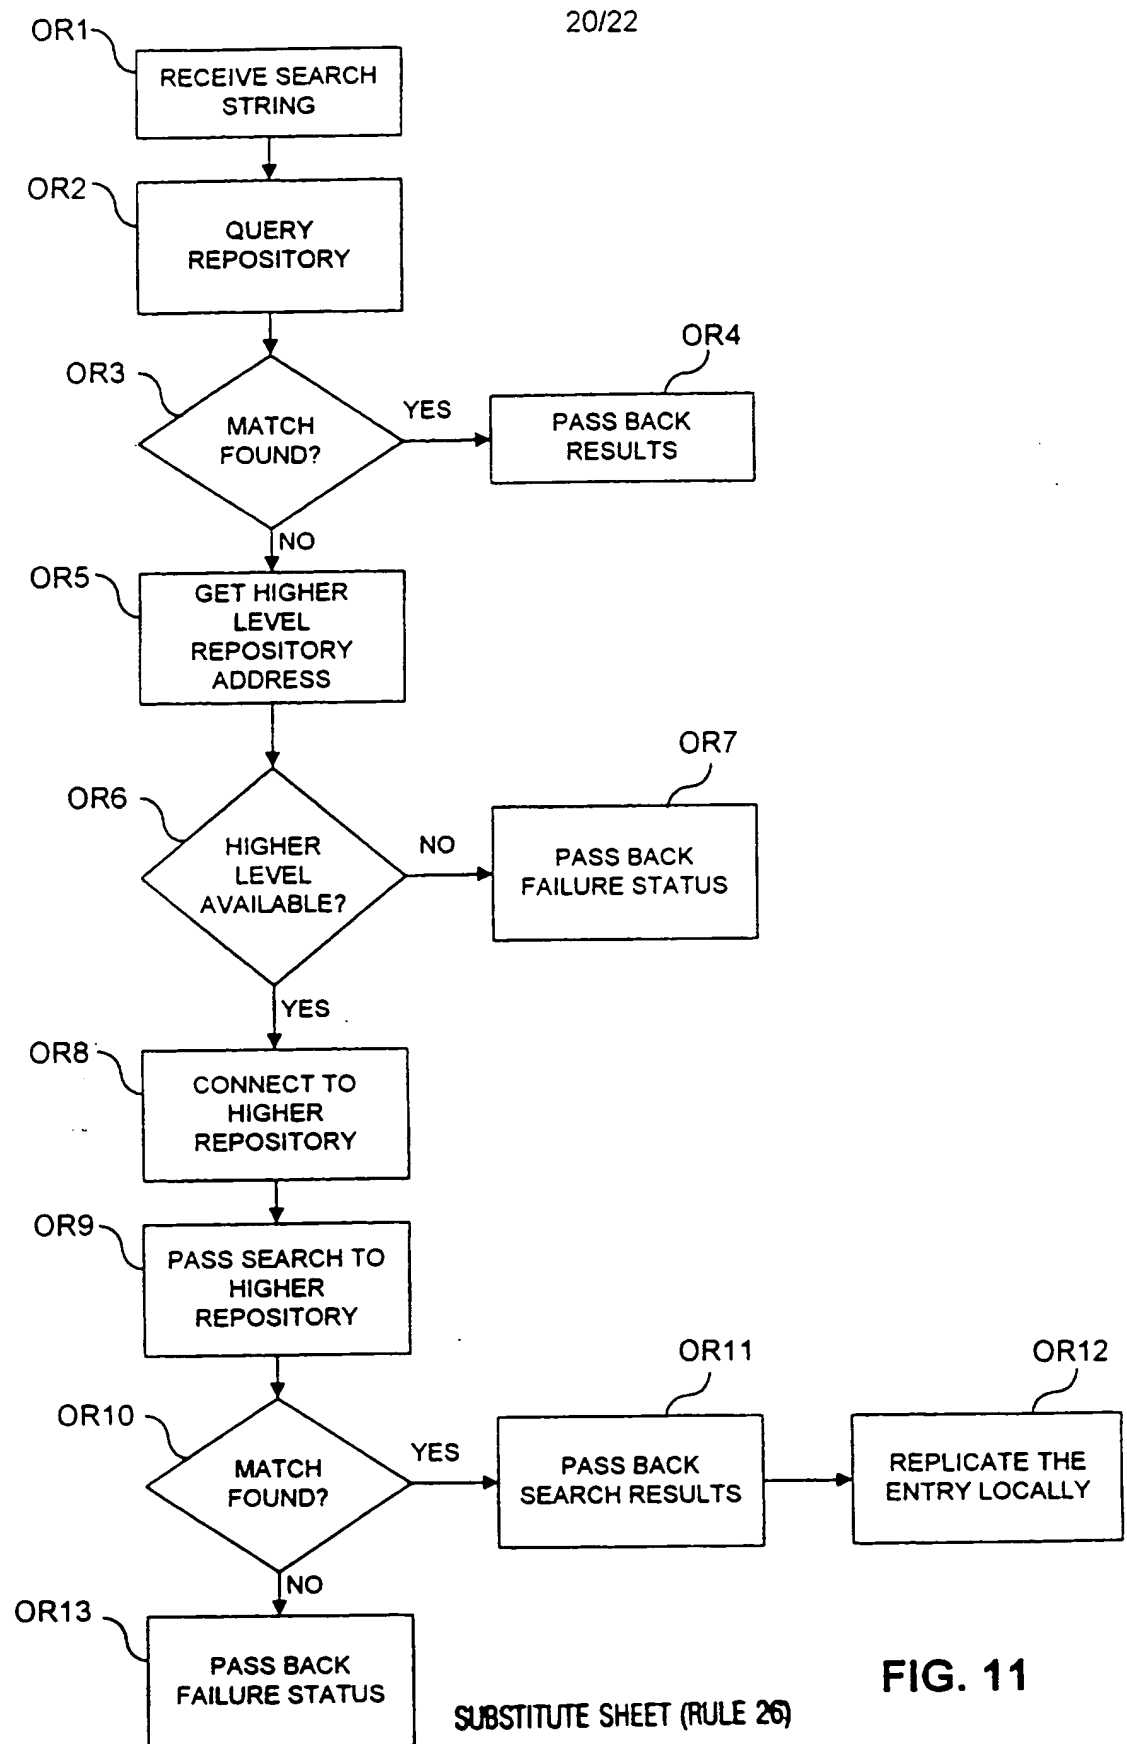 20/22
OR1
RECEIVE SEARCH
STRING
OR2
QUERY
REPOSITORY
OR3
MATCH
FOUND?
YES
OR4
PASS BACK
RESULTS
NO
OR5
GET HIGHER
LEVEL
REPOSITORY
ADDRESS
OR6
HIGHER
LEVEL
AVAILABLE?
NO
OR7
PASS BACK
FAILURE STATUS
YES
OR8
CONNECT TO
HIGHER
REPOSITORY
OR9
PASS SEARCH TO
HIGHER
REPOSITORY
OR10
MATCH
FOUND?
YES
OR11
PASS BACK
SEARCH RESULTS
OR12
REPLICATE THE
ENTRY LOCALLY
NO
OR13
PASS BACK
FAILURE STATUS
FIG. 11
SUBSTITUTE SHEET (RULE 26)